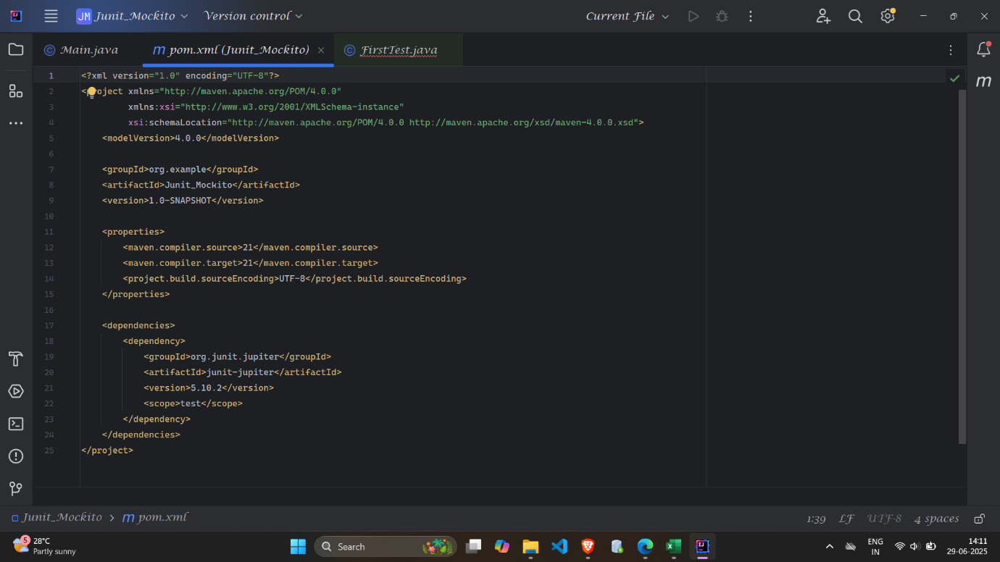 JM Junit_Mockito Version control Current File
Main.java m pom.xml (Junit_Mockito) FirstTest.java
1 <?xml version="1.0" encoding="UTF-8"?>
2 <project xmlns="http://maven.apache.org/POM/4.0.0"
3 xmlns:xsi="http://www.w3.org/2001/XMLSchema-instance"
4 xsi:schemaLocation="http://maven.apache.org/POM/4.0.0 http://maven.apache.org/xsd/maven-4.0.0.xsd">
5 <modelVersion>4.0.0</modelVersion>
6
7 <groupId>org.example</groupId>
8 <artifactId>Junit_Mockito</artifactId>
9 <version>1.0-SNAPSHOT</version>
10
11 <properties>
12 <maven.compiler.source>21</maven.compiler.source>
13 <maven.compiler.target>21</maven.compiler.target>
14 <project.build.sourceEncoding>UTF-8</project.build.sourceEncoding>
15 </properties>
16
17 <dependencies>
18 <dependency>
19 <groupId>org.junit.jupiter</groupId>
20 <artifactId>junit-jupiter</artifactId>
21 <version>5.10.2</version>
22 <scope>test</scope>
23 </dependency>
24 </dependencies>
25 </project>
Junit_Mockito > m pom.xml 1:39 LF UTF-8 4 spaces
5 28°C
Partly sunny
Search
ENG
IN
14:11
29-06-2025